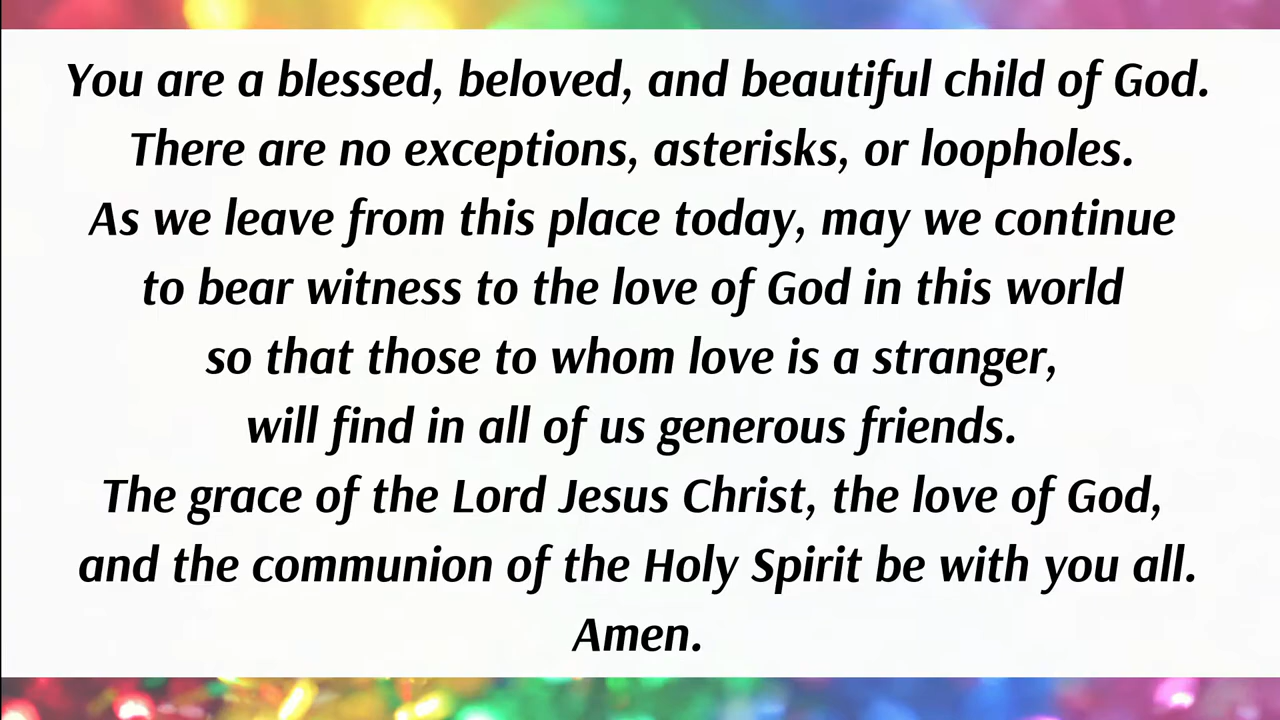 You are a blessed, beloved, and beautiful child of God.
There are no exceptions, asterisks, or loopholes.
As we leave from this place today, may we continue
to bear witness to the love of God in this world
so that those to whom love is a stranger,
will find in all of us generous friends.
The grace of the Lord Jesus Christ, the love of God,
and the communion of the Holy Spirit be with you all.
Amen.